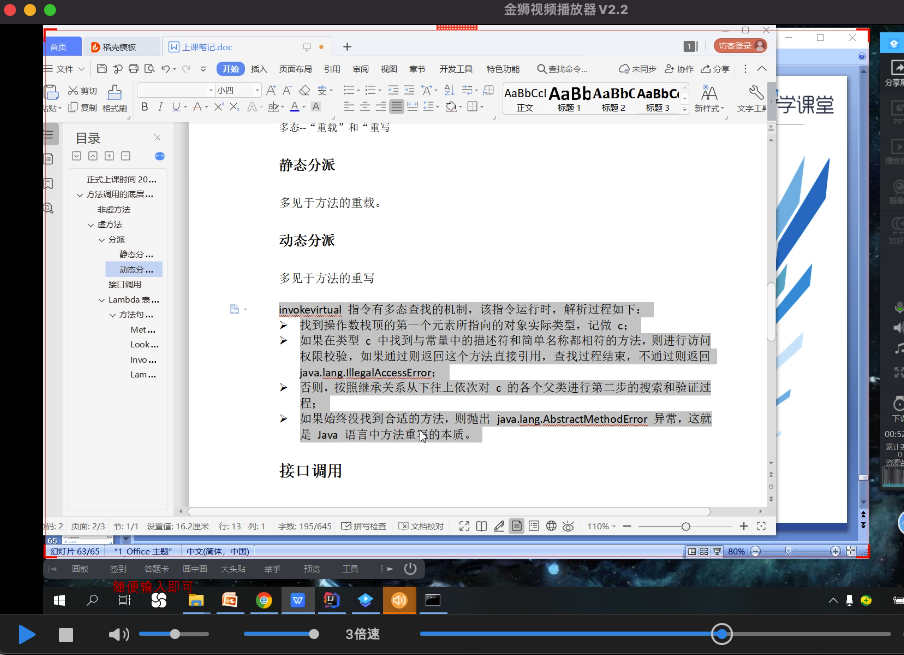 金狮视频播放器 V2.2
首页
稻壳模板
上课笔记.doc
1
访客登录
文件
开始
插入
页面布局
引用
审阅
视图
章节
开发工具
特色功能
查找命令...
未同步
协作
分享
剪切
复制
格式刷
小四
AaBbCcl
正文
AaBb
标题 1
AaBbC
标题 2
AaBbC
标题 3
新样式
文字工具
学课堂
目录
正式上课时间 20...
方法调用的底层...
非虚方法
虚方法
分派
静态分 ...
动态分 ...
接口调用
Lambda 表...
方法句 ...
Met ...
Look...
Invo ...
Lam ...
多态--“重载”和“重写
静态分派
多见于方法的重载。
动态分派
多见于方法的重写
invokevirtual 指令有多态查找的机制，该指令运行时，解析过程如下：
➢ 找到操作数栈顶的第一个元素所指向的对象实际类型，记做 c；
➢ 如果在类型 c 中找到与常量中的描述符和简单名称都相符的方法，则进行访问
权限校验，如果通过则返回这个方法直接引用，查找过程结束，不通过则返回
java.lang.IllegalAccessError；
➢ 否则，按照继承关系从下往上依次对 c 的各个父类进行第二步的搜索和验证过
程；
➢ 如果始终没找到合适的方法，则抛出 java.lang.AbstractMethodError 异常，这就
是 Java 语言中方法重写的本质。
接口调用
页面: 2/3
节: 1/1
设置值: 16.2厘米
行: 13
列: 1
字数: 195/645
拼写检查
文档校对
110%
幻灯片 63/65
"1_Office 主题"
中文(简体，中国)
80%
画板
签到
答题卡
画中画
大头贴
举手
预览
工具
随便输入即可
3倍速